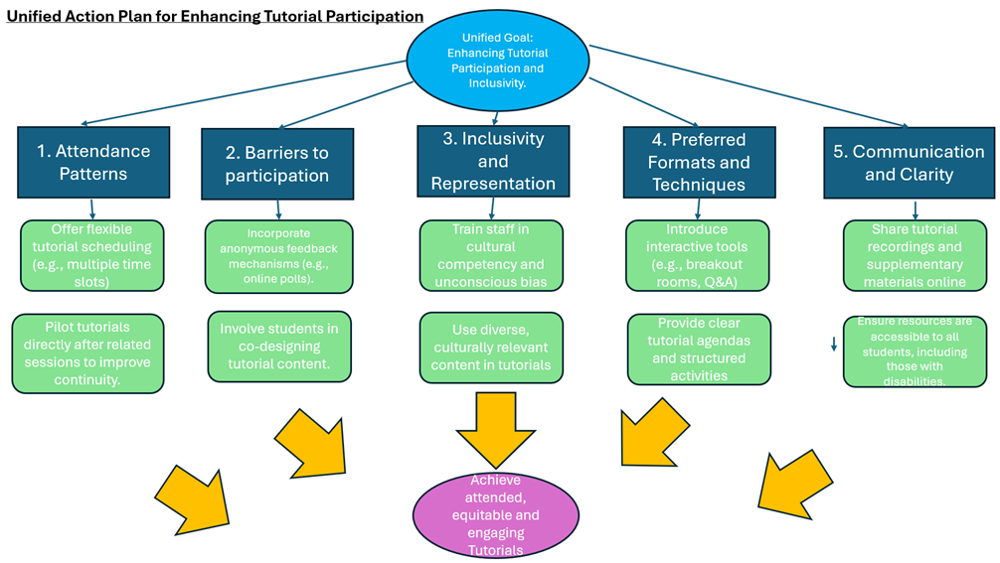 Unified Action Plan for Enhancing Tutorial Participation
Unified Goal:
Enhancing Tutorial
Participation and
Inclusivity.
1. Attendance
Patterns
2. Barriers to
participation
3. Inclusivity
and
Representation
4. Preferred
Formats and
Techniques
5. Communication
and Clarity
Offer flexible
tutorial scheduling
(e.g., multiple time
slots)
Incorporate
anonymous feedback
mechanisms (e.g.,
online polls).
Train staff in
cultural
competency and
unconscious bias
Introduce
interactive tools
(e.g., breakout
rooms, Q&A)
Share tutorial
recordings and
supplementary
materials online
Pilot tutorials
directly after related
sessions to improve
continuity.
Involve students in
co-designing
tutorial content.
Use diverse,
culturally relevant
content in tutorials
Provide clear
tutorial agendas
and structured
activities
Ensure resources are
accessible to all
students, including
those with
disabilities.
Achieve
attended,
equitable and
engaging
Tutorials